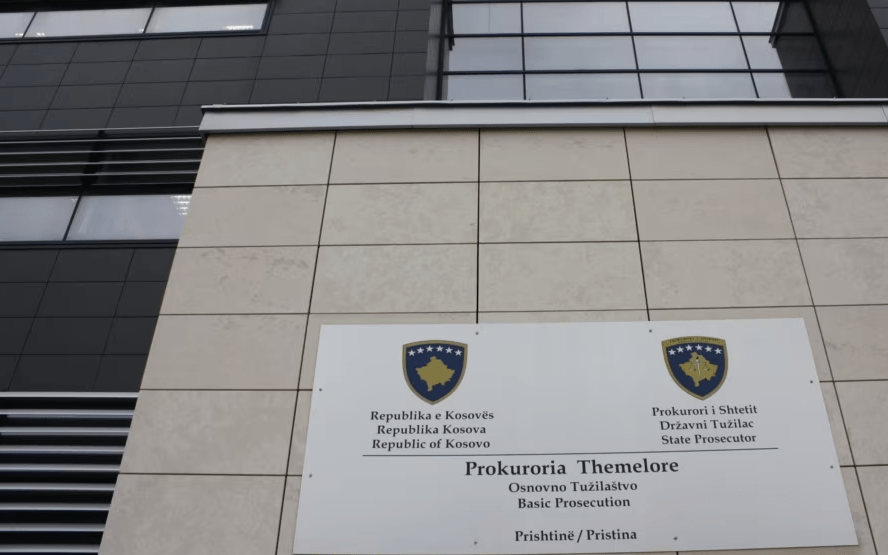 Republika e Kosovës
Republika Kosova
Republic of Kosovo
Prokurori i Shtetit
Državni Tužilac
State Prosecutor
Prokuroria Themelore
Osnovno Tužilaštvo
Basic Prosecution
Prishtinë / Pristina